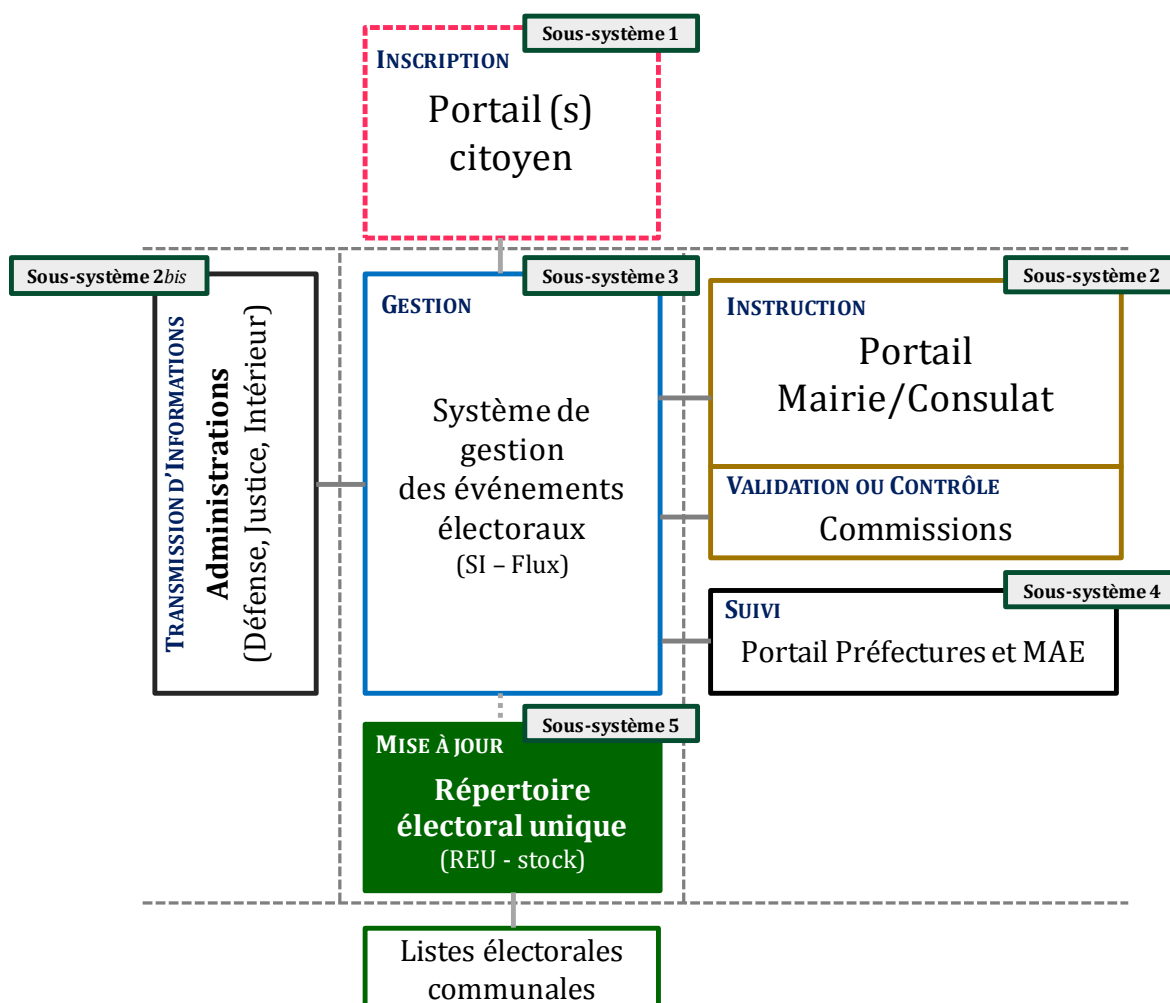 Sous-système 1
INSCRIPTION
Portail (s)
citoyen
Sous-système 2bis
TRANSMISSION D'INFORMATIONS
Administrations
(Défense, Justice, Intérieur)
Sous-système 3
GESTION
Système de
gestion
des événements
électoraux
(SI – Flux)
Sous-système 2
INSTRUCTION
Portail
Mairie/Consulat
VALIDATION OU CONTRÔLE
Commissions
Sous-système 4
SUIVI
Portail Préfectures et MAE
Sous-système 5
MISE À JOUR
Répertoire
électoral unique
(REU - stock)
Listes électorales
communales